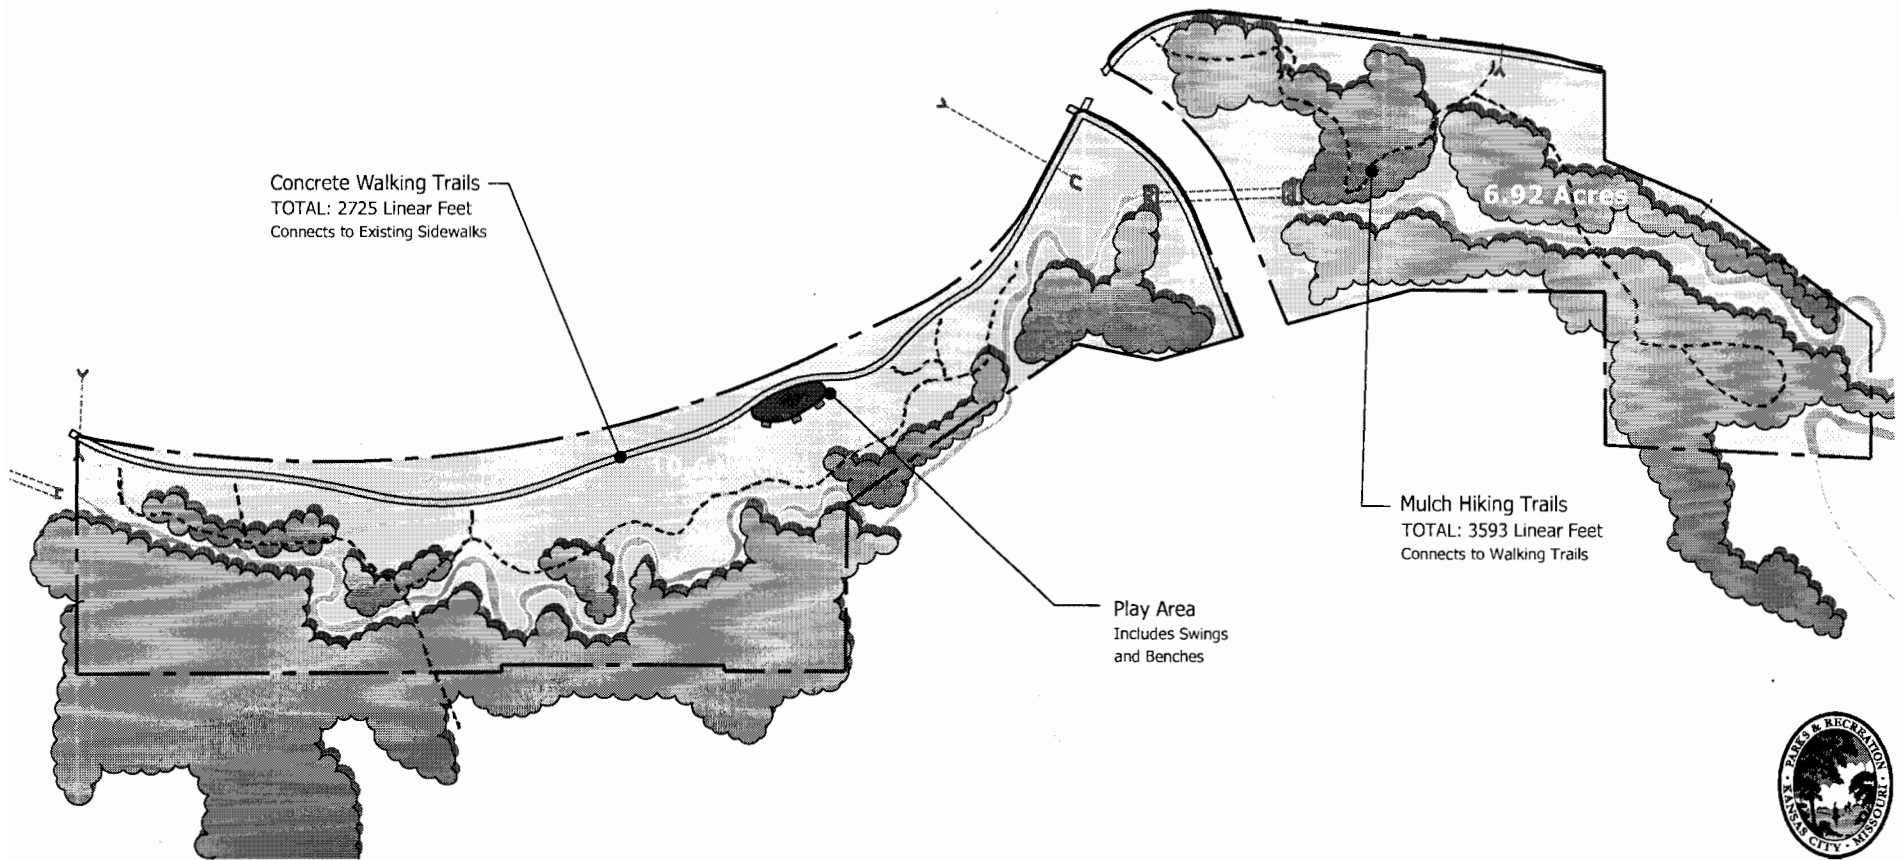 Concrete Walking Trails
TOTAL: 2725 Linear Feet
Connects to Existing Sidewalks
6.92 Acres
Mulch Hiking Trails
TOTAL: 3593 Linear Feet
Connects to Walking Trails
Play Area
Includes Swings
and Benches
PARKS & RECREATION
KANSAS CITY · MISSOURI